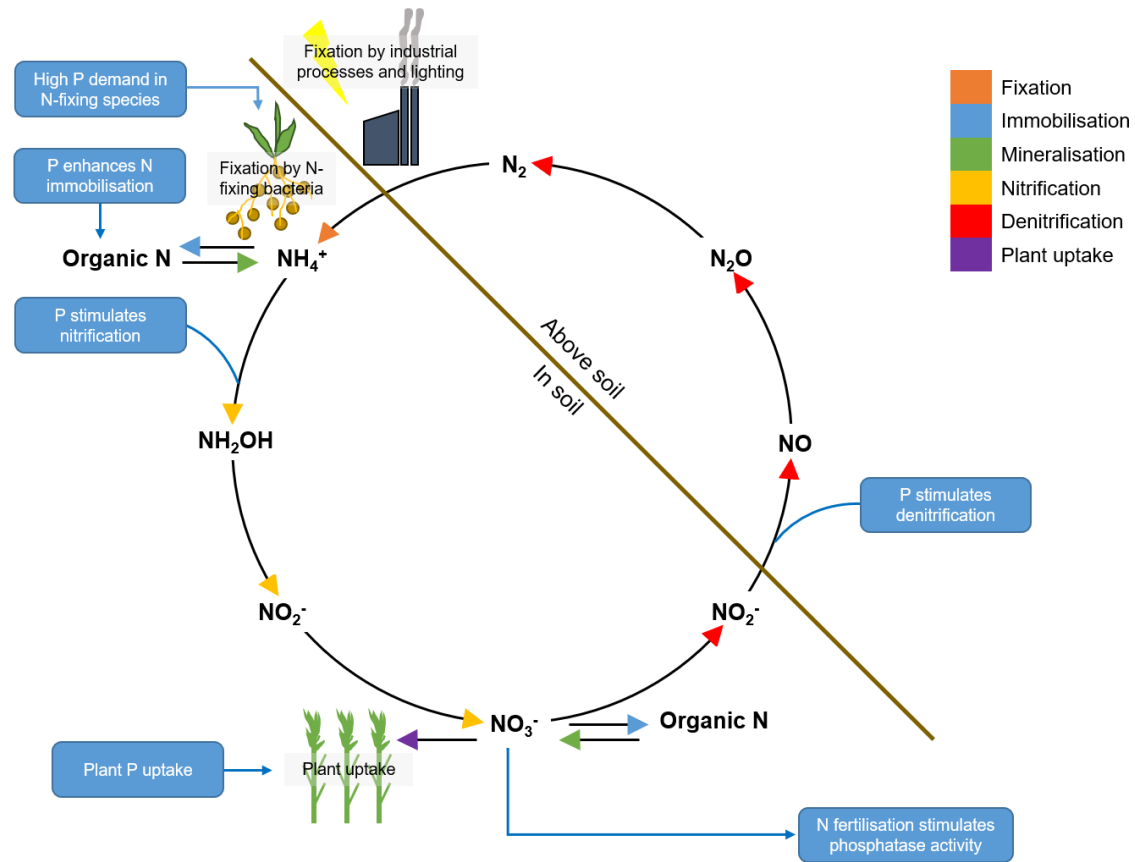 Fixation by industrial
processes and lighting
High P demand in
N-fixing species
Fixation by N-
fixing bacteria
P enhances N
immobilisation
Organic N
NH₄⁺
N₂
N₂O
Fixation
Immobilisation
Mineralisation
Nitrification
Denitrification
Plant uptake
P stimulates
nitrification
Above soil
In soil
NH₂OH
NO
P stimulates
denitrification
NO₂⁻
NO₂⁻
NO₃⁻
Organic N
Plant P uptake
Plant uptake
N fertilisation stimulates
phosphatase activity